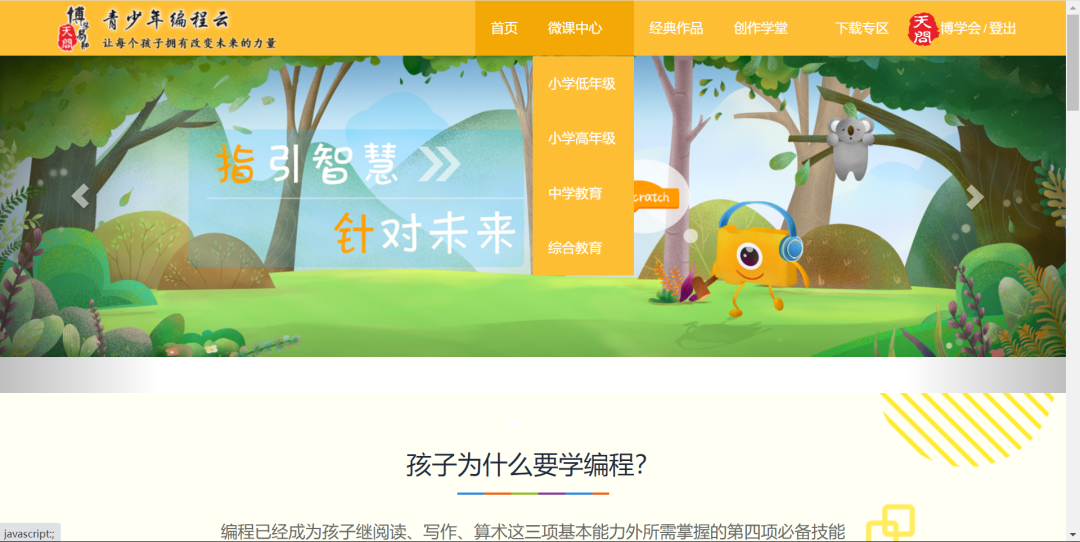 青少年编程云
让每个孩子拥有改变未来的力量
首页 微课中心 经典作品 创作学堂 下载专区 天問 博学会 / 登出
小学低年级
小学高年级
中学教育
综合教育
指引智慧
针对未来
cratch
孩子为什么要学编程？
编程已经成为孩子继阅读、写作、算术这三项基本能力外所需掌握的第四项必备技能
javascript:;